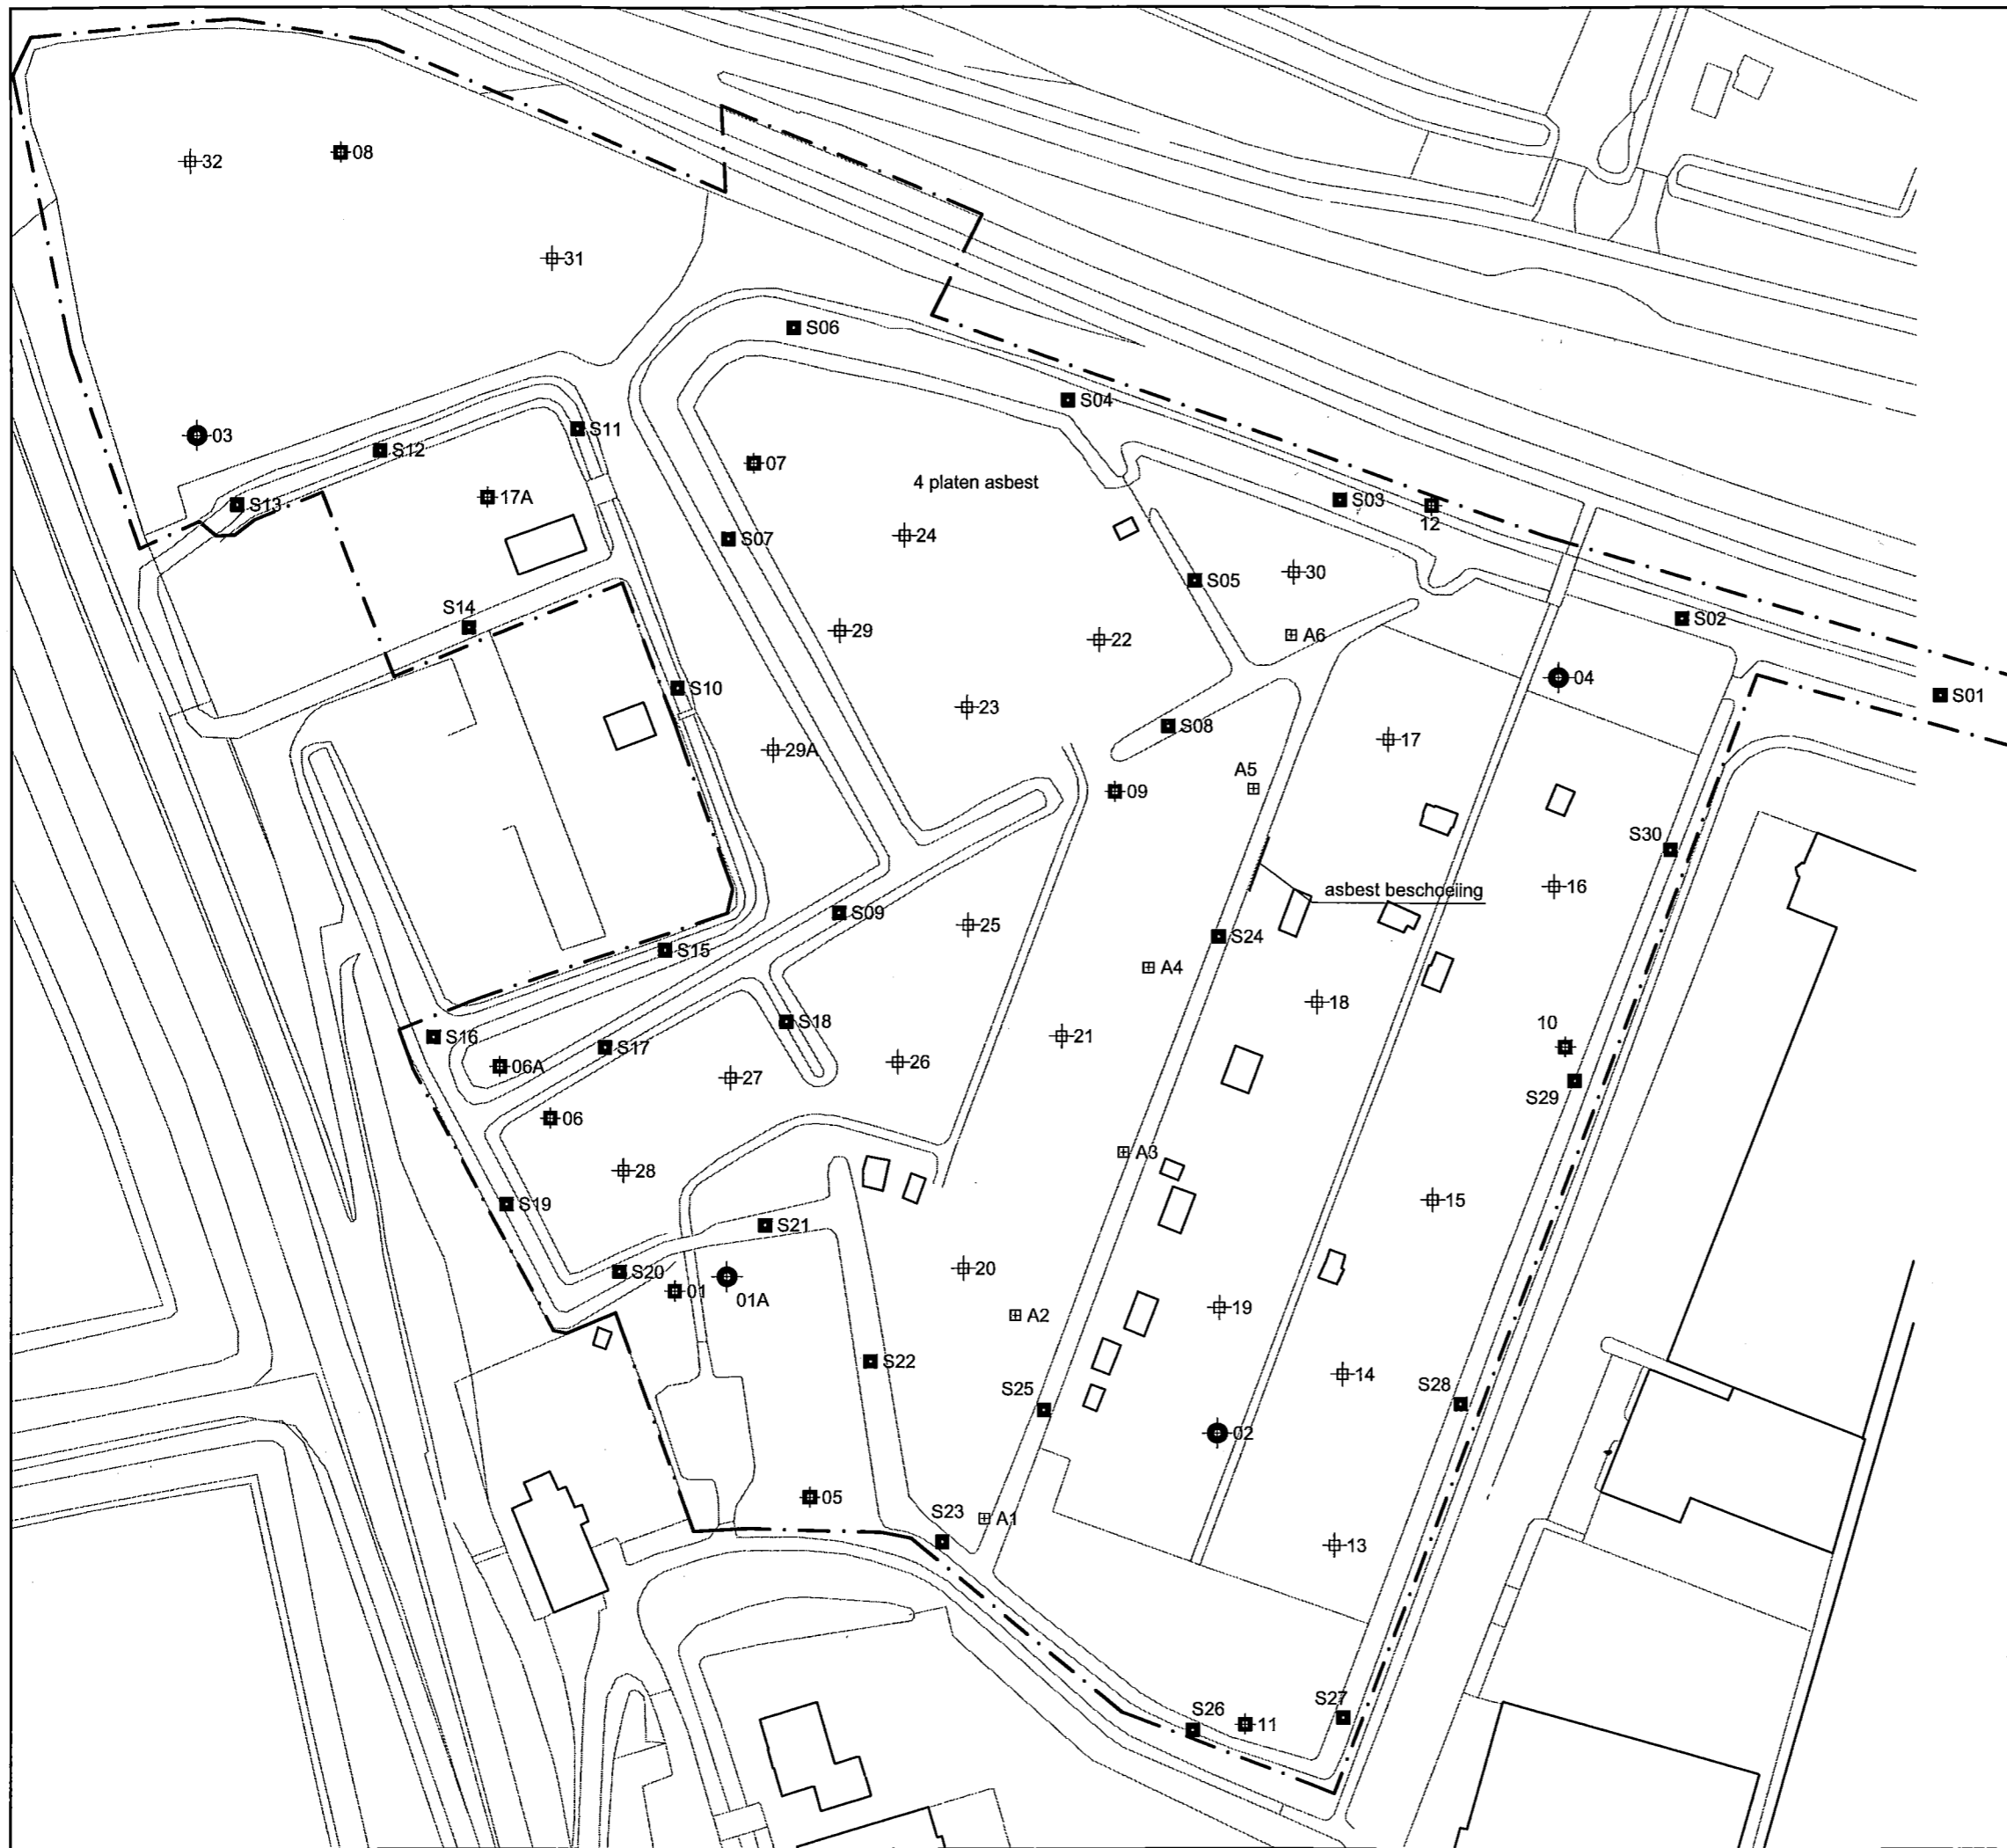 32
08
31
S06
S04
03
S12
S11
07
4 platen asbest
S03
12
S13
17A
S07
24
S05
30
S14
29
22
A6
S02
04
S01
S10
23
S08
17
29A
A5
09
S30
asbest beschoeiing
16
S09
25
S24
S15
A4
18
S16
S18
S17
21
10
06A
27
26
S29
06
A3
28
S19
15
S21
S20
01
01A
20
A2
19
S22
14
S25
S28
02
05
S23
A1
13
S26
11
S27